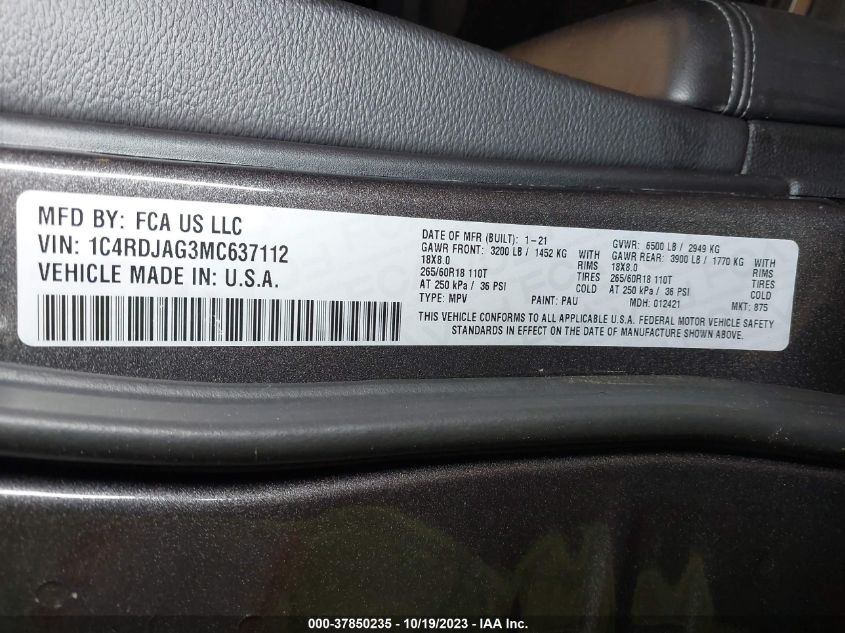 MFD BY: FCA US LLC
VIN: 1C4RDJAG3MC637112
VEHICLE MADE IN: U.S.A.
DATE OF MFR (BUILT): 1-21 GVWR: 6500 LB / 2949 KG
GAWR FRONT: 3200 LB / 1452 KG WITH GAWR REAR: 3900 LB / 1770 KG WITH
18X8.0 RIMS 18X8.0 RIMS
265/60R18 110T TIRES 265/60R18 110T TIRES
AT 250 kPa / 36 PSI COLD AT 250 kPa / 36 PSI COLD
TYPE: MPV PAINT: PAU MDH: 012421 MKT: 875
THIS VEHICLE CONFORMS TO ALL APPLICABLE U.S.A. FEDERAL MOTOR VEHICLE SAFETY
STANDARDS IN EFFECT ON THE DATE OF MANUFACTURE SHOWN ABOVE.
000-37850235 - 10/19/2023 - IAA Inc.